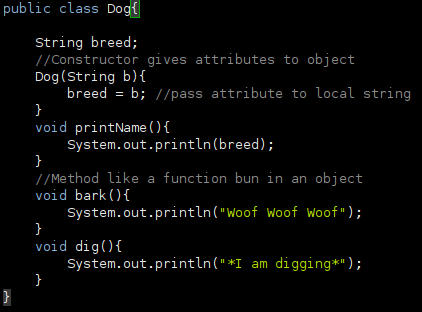 public class Dog{
String breed;
//Constructor gives attributes to object
Dog(String b){
breed = b; //pass attribute to local string
}
void printName(){
System.out.println(breed);
}
//Method like a function bun in an object
void bark(){
System.out.println("Woof Woof Woof");
}
void dig(){
System.out.println("*I am digging*");
}
}